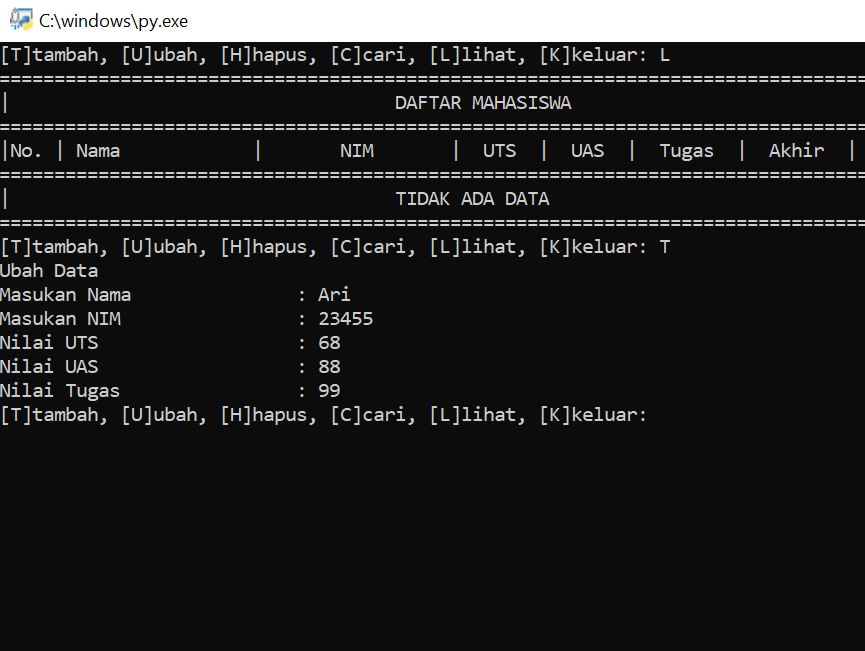 C:\windows\py.exe
[T]tambah, [U]ubah, [H]hapus, [C]cari, [L]lihat, [K]keluar: L
===============================================================================
| DAFTAR MAHASISWA
===============================================================================
|No. | Nama | NIM | UTS | UAS | Tugas | Akhir |
===============================================================================
| TIDAK ADA DATA
===============================================================================
[T]tambah, [U]ubah, [H]hapus, [C]cari, [L]lihat, [K]keluar: T
Ubah Data
Masukan Nama : Ari
Masukan NIM : 23455
Nilai UTS : 68
Nilai UAS : 88
Nilai Tugas : 99
[T]tambah, [U]ubah, [H]hapus, [C]cari, [L]lihat, [K]keluar: